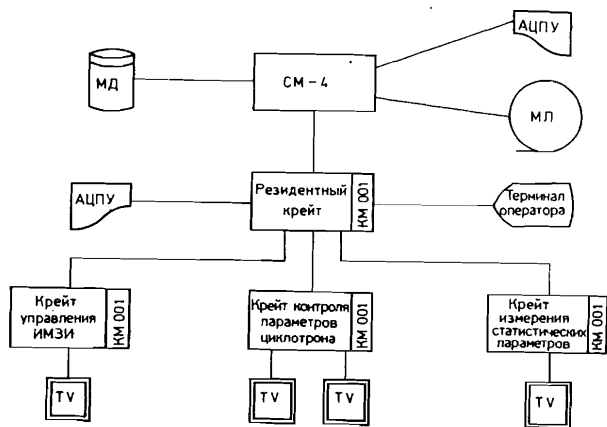 АЦПУ
МД
СМ-4
МЛ
АЦПУ
Резидентный
крейт
КМ 001
Терминал
оператора
Крейт
управления
ИМЗИ
КМ 001
Крейт контроля
параметров
циклотрона
КМ 001
Крейт
измерения
статистических
параметров
КМ 001
TV
TV
TV
TV